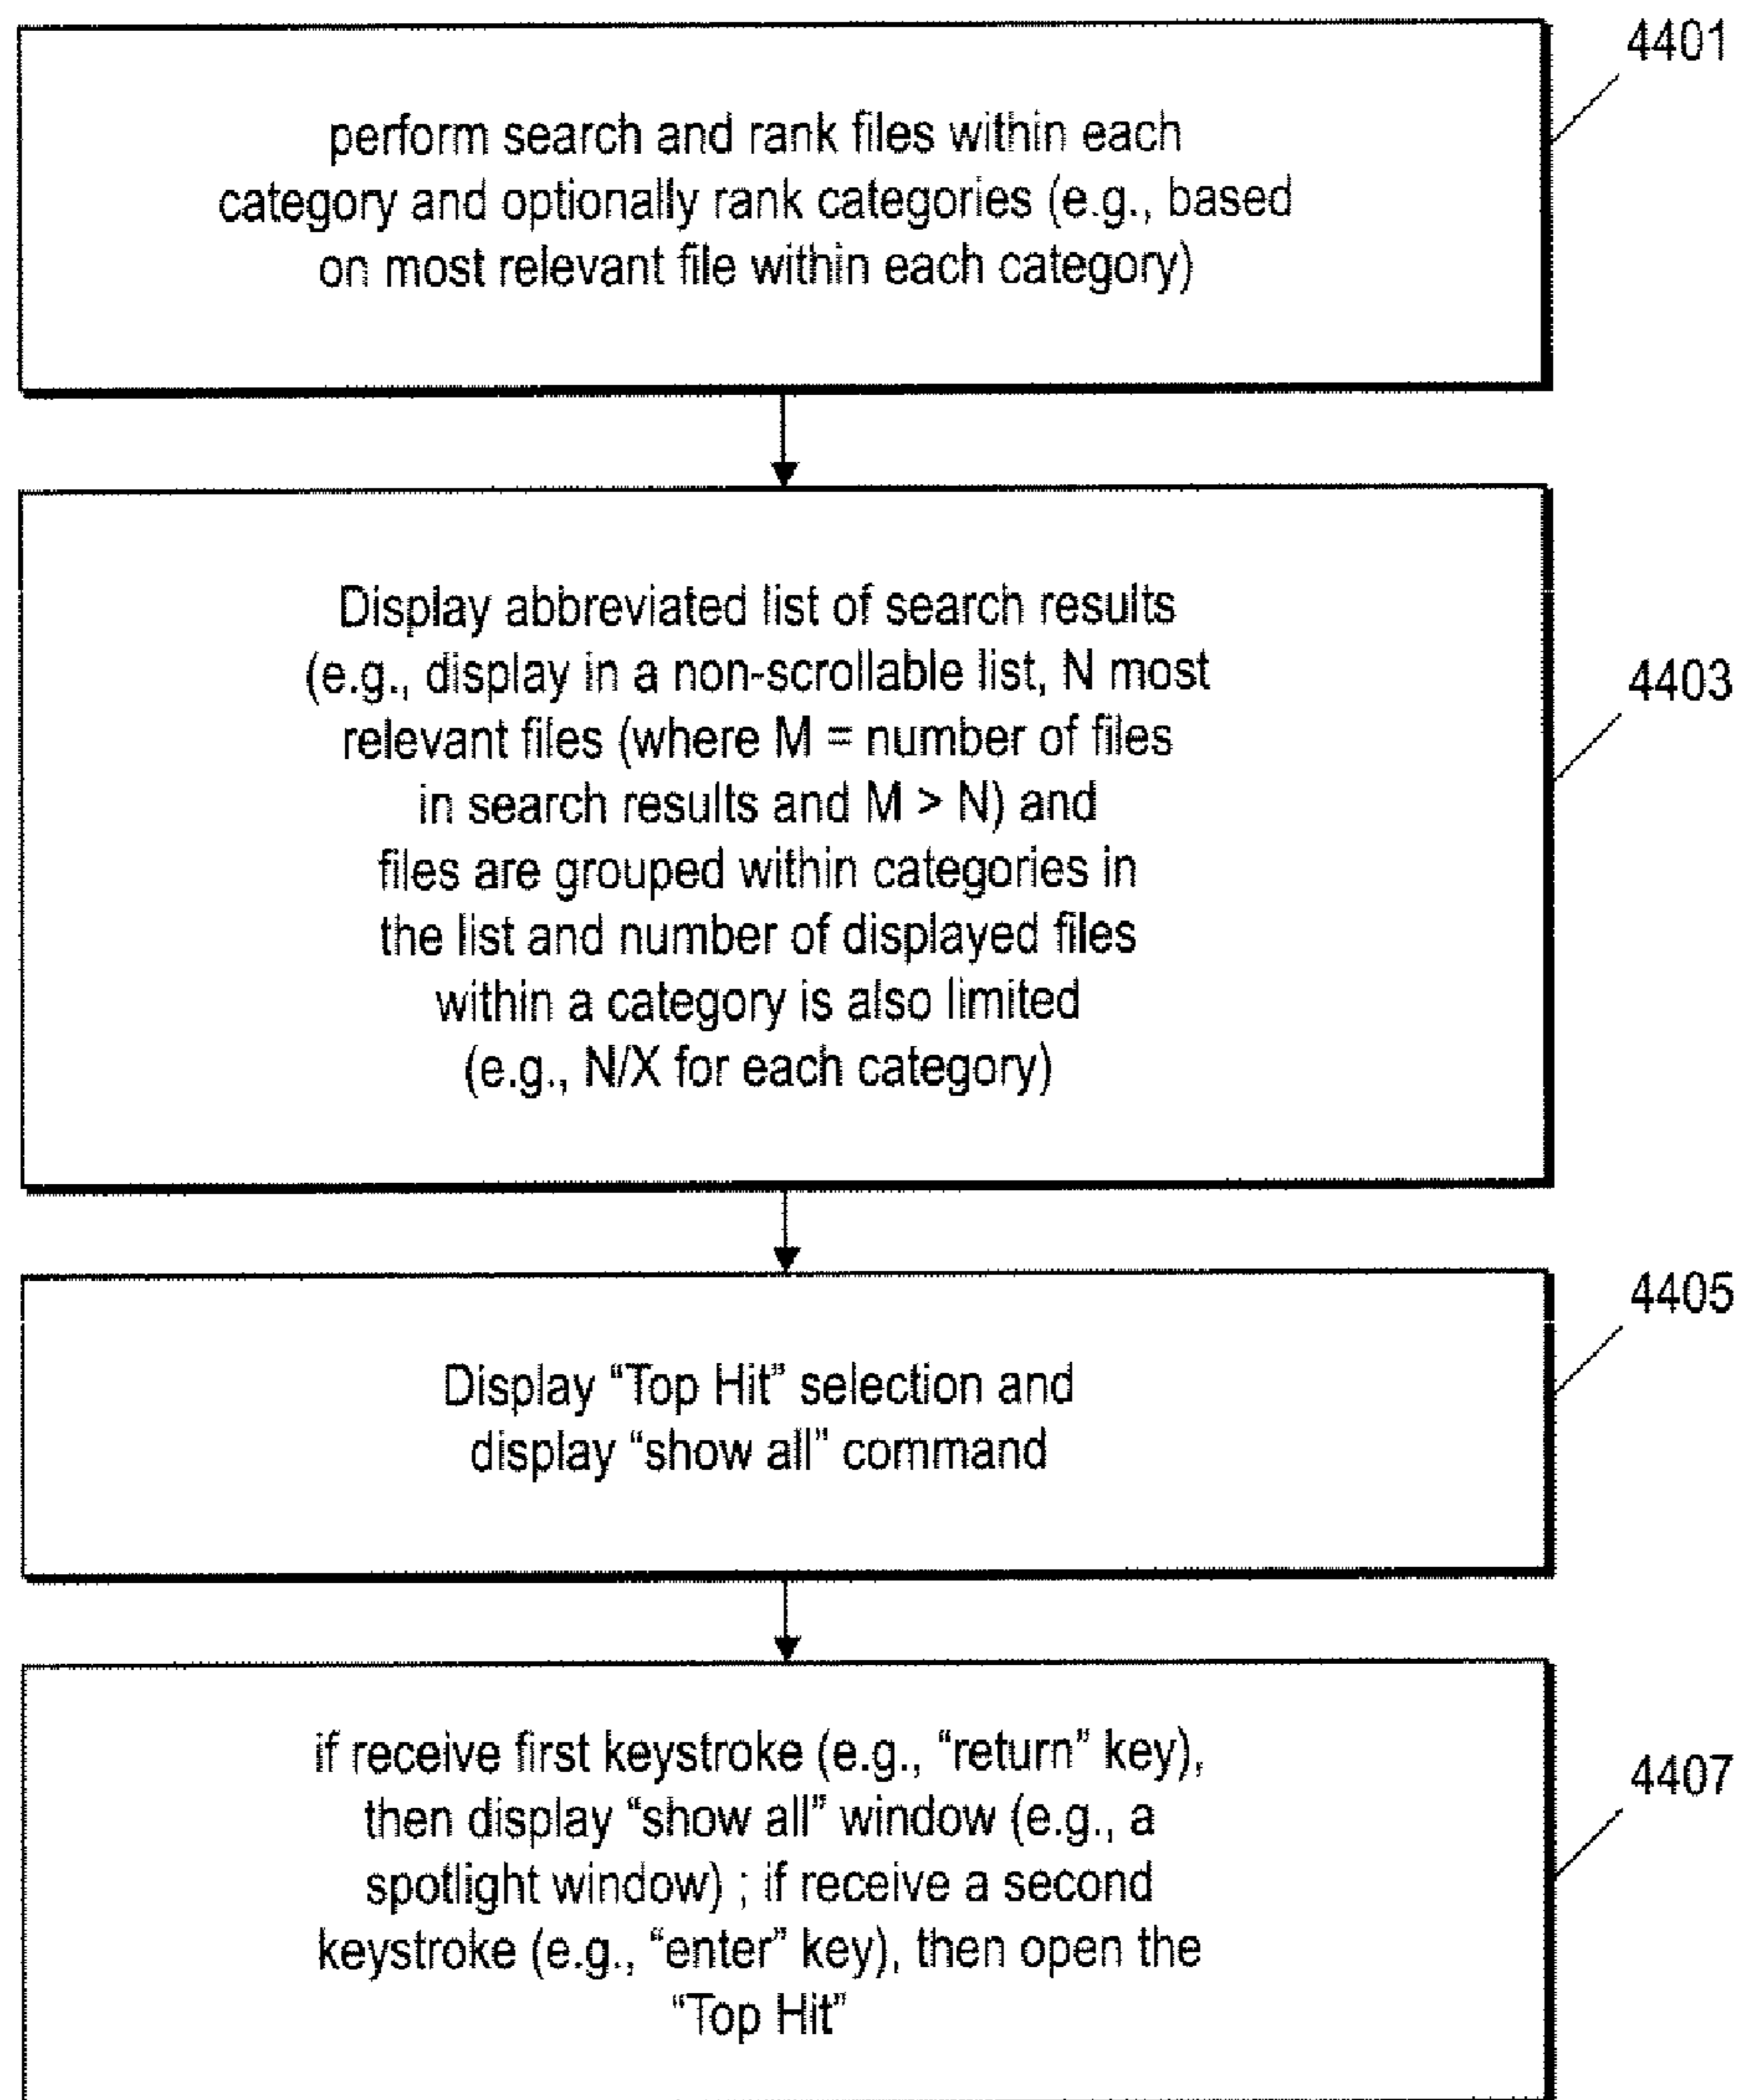 4401
perform search and rank files within each
category and optionally rank categories (e.g., based
on most relevant file within each category)
Display abbreviated list of search results
(e.g., display in a non-scrollable list, N most
relevant files (where M = number of files
in search results and M > N) and
files are grouped within categories in
the list and number of displayed files
within a category is also limited
(e.g., N/X for each category)
4403
Display “Top Hit” selection and
display “show all” command
4405
if receive first keystroke (e.g., “return” key),
then display “show all” window (e.g., a
spotlight window) ; if receive a second
keystroke (e.g., “enter” key), then open the
“Top Hit”
4407